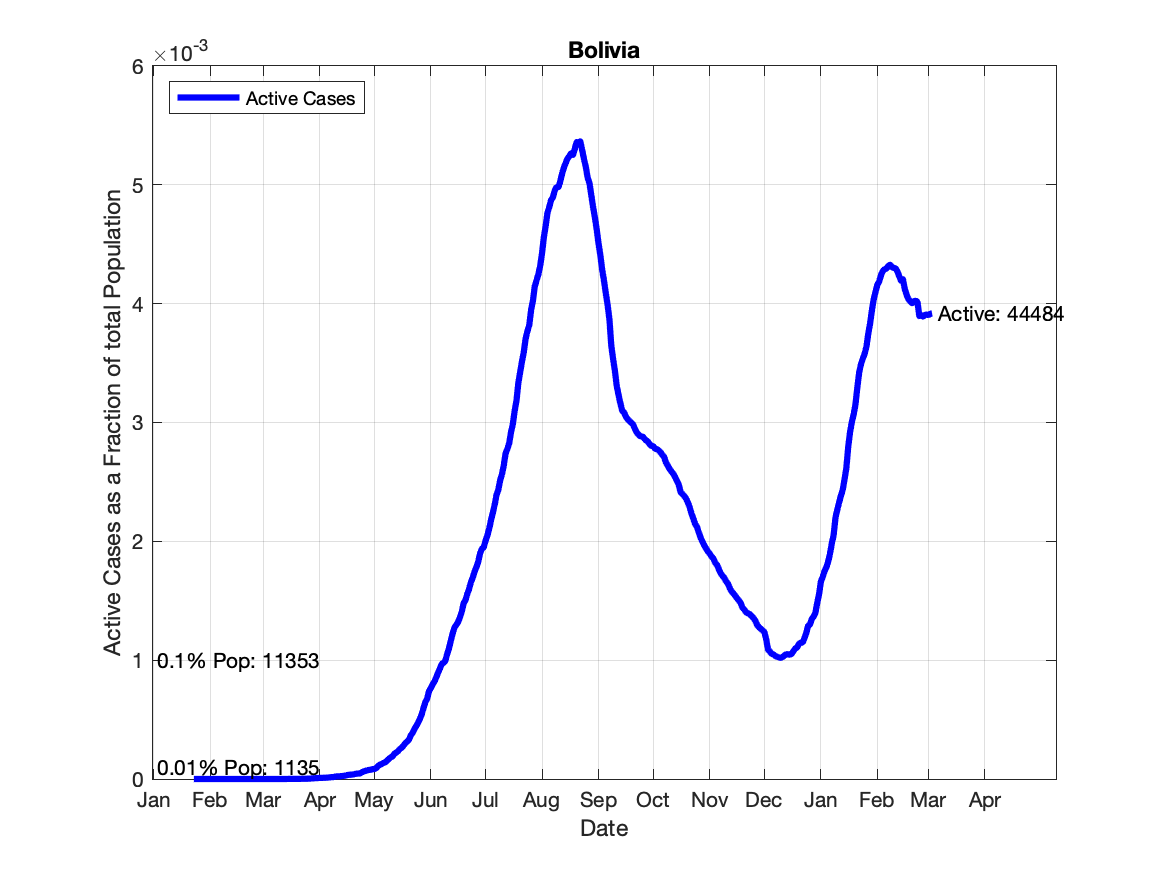 Bolivia
×10-3
Active Cases
6
5
4
3
2
1
0
Active Cases as a Fraction of total Population
Active: 44484
0.1% Pop: 11353
0.01% Pop: 1135
Jan Feb Mar Apr May Jun Jul Aug Sep Oct Nov Dec Jan Feb Mar Apr
Date